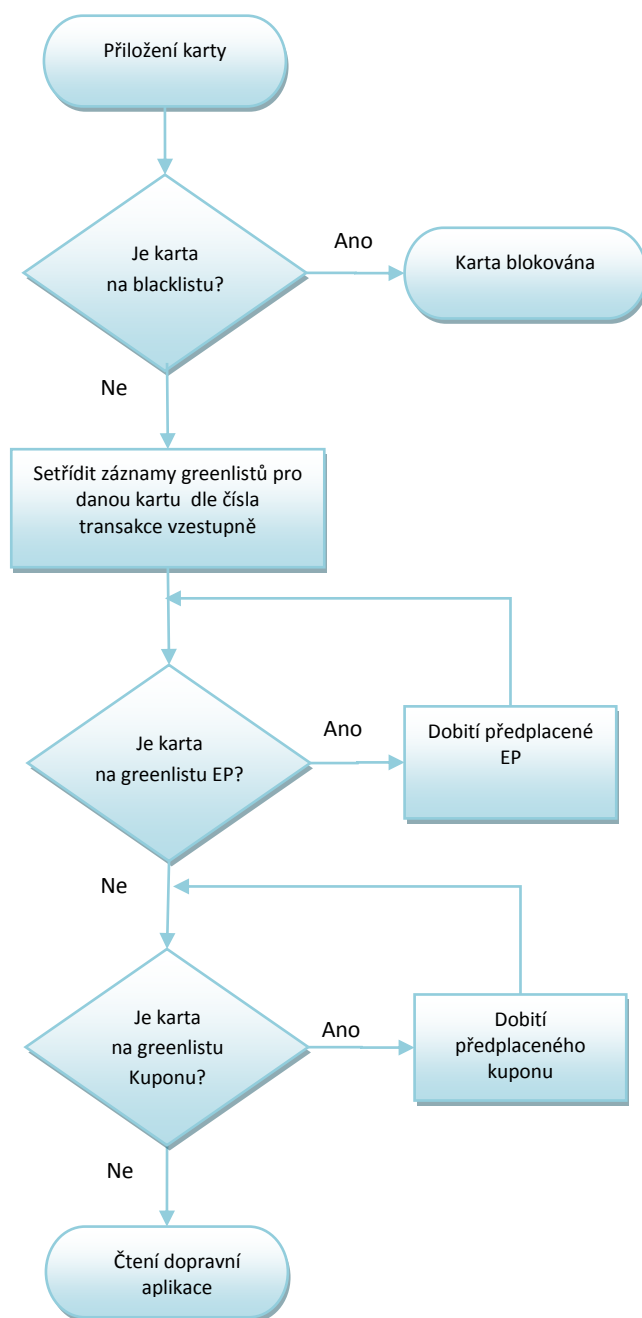 Přiložení karty
Je karta
na blacklistu?
Ano
Karta blokována
Ne
Setřídit záznamy greenlistů pro
danou kartu dle čísla
transakce vzestupně
Je karta
na greenlistu EP?
Ano
Dobití předplacené
EP
Ne
Je karta
na greenlistu
Kuponu?
Ano
Dobití
předplaceného
kuponu
Ne
Čtení dopravní
aplikace